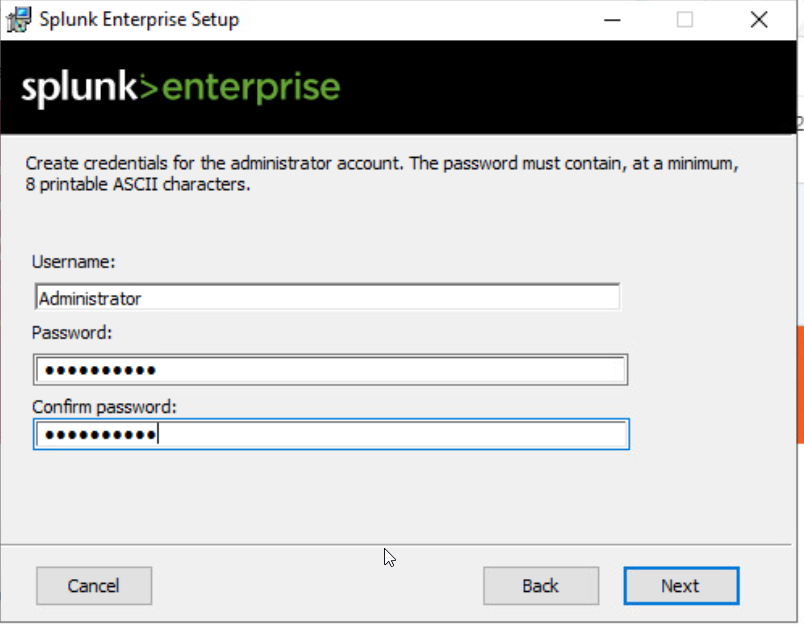 Splunk Enterprise Setup
splunk>enterprise
Create credentials for the administrator account. The password must contain, at a minimum,
8 printable ASCII characters.
Username:
Administrator
Password:
●●●●●●●●●●
Confirm password:
●●●●●●●●●●
Cancel
Back
Next